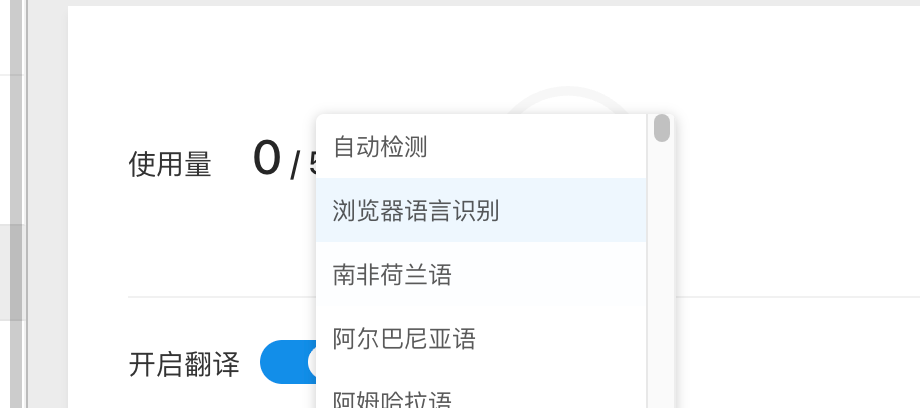 自动检测
使用量 0 / 5
浏览器语言识别
南非荷兰语
阿尔巴尼亚语
开启翻译
阿姆哈拉语